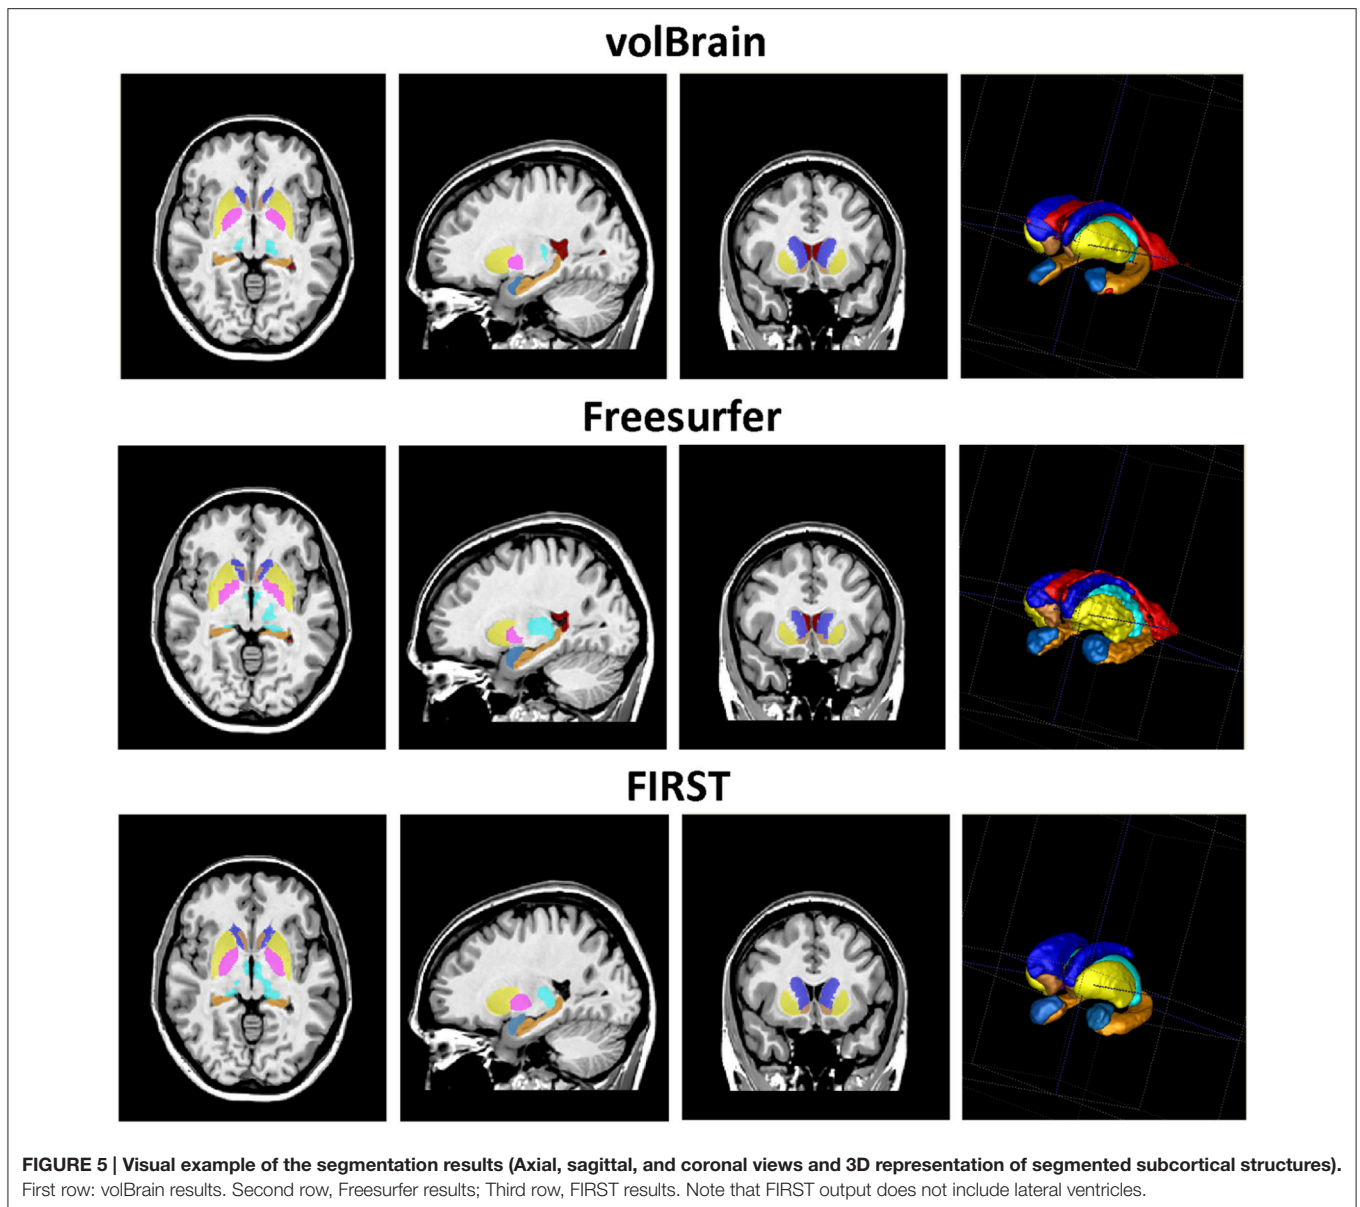 volBrain
Freesurfer
FIRST
FIGURE 5 | Visual example of the segmentation results (Axial, sagittal, and coronal views and 3D representation of segmented subcortical structures).
First row: volBrain results. Second row, Freesurfer results; Third row, FIRST results. Note that FIRST output does not include lateral ventricles.